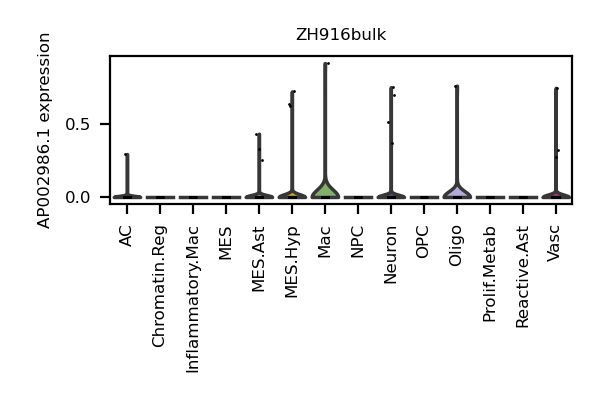 ZH916bulk
AP002986.1 expression
0.5
0.0
AC
Chromatin.Reg
Inflammatory.Mac
MES
MES.Ast
MES.Hyp
Mac
NPC
Neuron
OPC
Oligo
Prolif.Metab
Reactive.Ast
Vasc